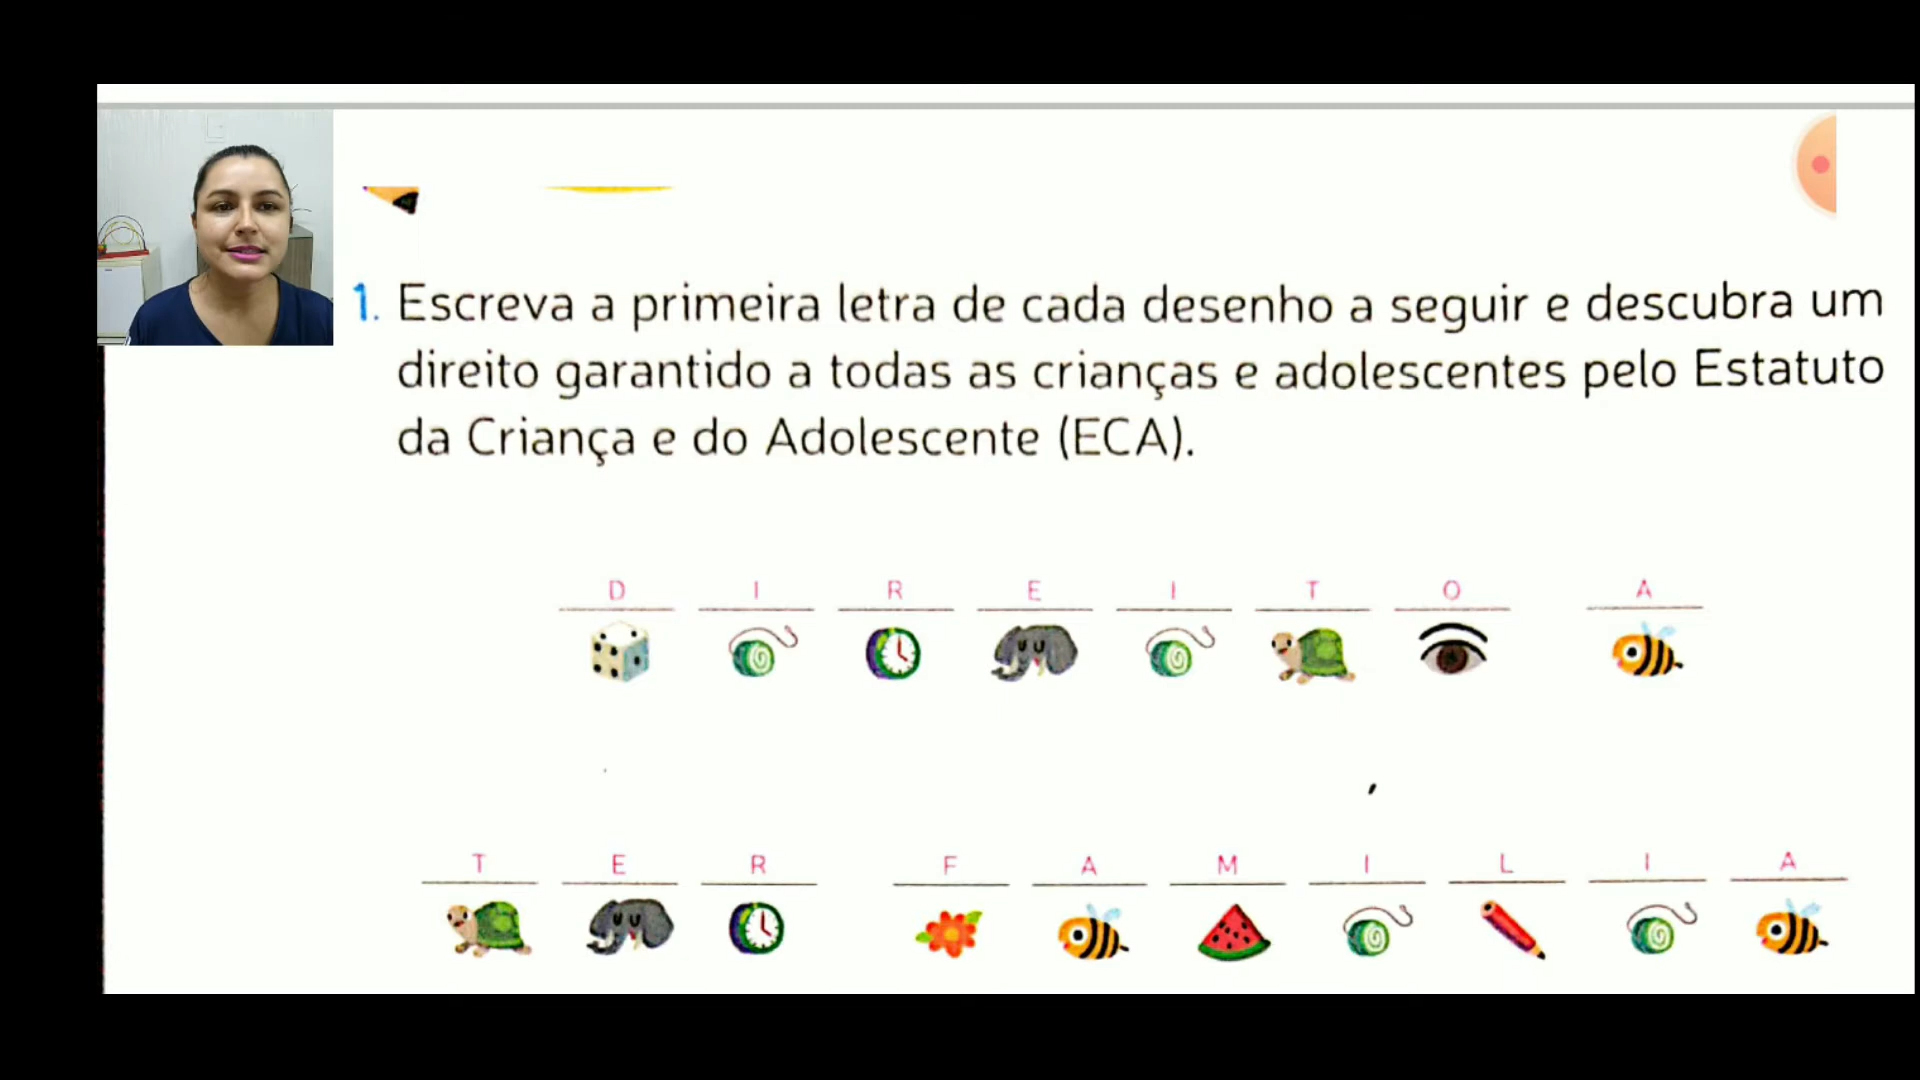 1. Escreva a primeira letra de cada desenho a seguir e descubra um
direito garantido a todas as crianças e adolescentes pelo Estatuto
da Criança e do Adolescente (ECA).
D I R E I T O A
T E R F A M I L I A